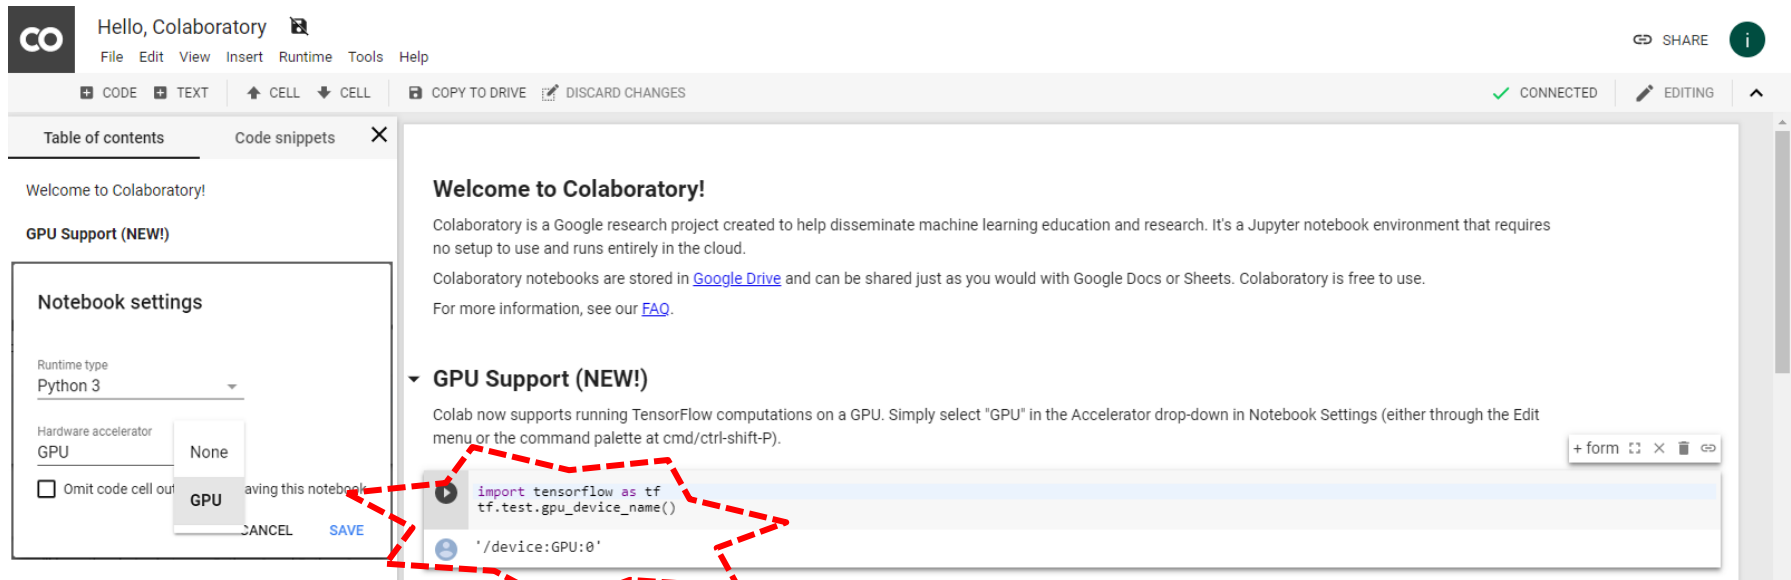 CO
Hello, Colaboratory
File Edit View Insert Runtime Tools Help
SHARE
i
CODE TEXT CELL CELL COPY TO DRIVE DISCARD CHANGES
CONNECTED EDITING
Table of contents Code snippets
Welcome to Colaboratory!
GPU Support (NEW!)
Notebook settings
Runtime type
Python 3
Hardware accelerator
GPU
None
GPU
Omit code cell out aving this notebook
CANCEL SAVE
Welcome to Colaboratory!
Colaboratory is a Google research project created to help disseminate machine learning education and research. It's a Jupyter notebook environment that requires
no setup to use and runs entirely in the cloud.
Colaboratory notebooks are stored in Google Drive and can be shared just as you would with Google Docs or Sheets. Colaboratory is free to use.
For more information, see our FAQ.
GPU Support (NEW!)
Colab now supports running TensorFlow computations on a GPU. Simply select "GPU" in the Accelerator drop-down in Notebook Settings (either through the Edit
menu or the command palette at cmd/ctrl-shift-P).
+ form
import tensorflow as tf
tf.test.gpu_device_name()
'/device:GPU:0'